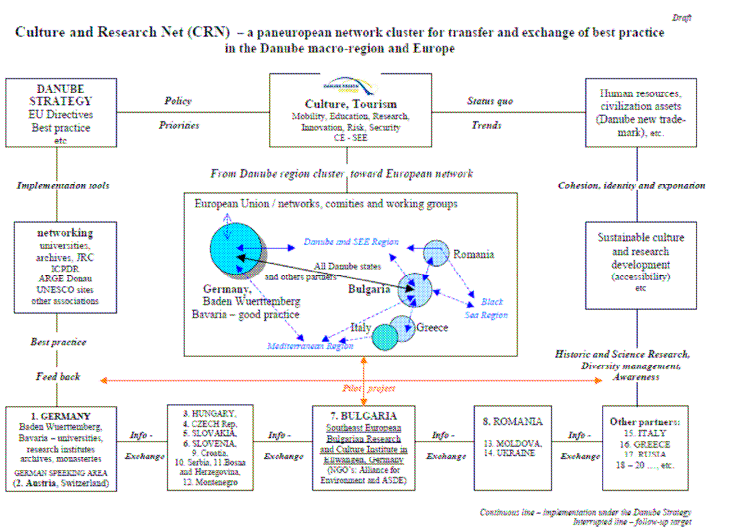 Draft
Culture and Research Net (CRN) – a paneuropean network cluster for transfer and exchange of best practice
in the Danube macro-region and Europe
DANUBE
STRATEGY
EU Directives
Best practice
etc
Policy
Priorities
Culture, Tourism
Mobility, Education, Research,
Innovation, Risk, Security
CE - SEE
Status quo
Trends
Human resources,
civilization assets
(Danube new trade-
mark), etc.
From Danube region cluster, toward European network
Implementation tools
Cohesion, identity and exponation
European Union / networks, comities and working groups
Danube and SEE Region
Romania
All Danube states
and others partners
Germany,
Baden Wuerttemberg
Bavaria – good practice
Bulgaria
Black
Sea Region
Italy
Greece
Mediterranean Region
networking
universities,
archives, JRC
ICPDR
ARGE Donau
UNESCO sites
other associations
Sustainable culture
and research
development
(accessibility)
etc
Best practice
Feed back
Historic and Science Research,
Diversity management,
Awareness
Pilot project
1. GERMANY
Baden Wuerttemberg,
Bavaria – universities,
research institutes
archives, monasteries
GERMAN SPEEKING AREA
(2. Austria, Switzerland)
Info -
Exchange
3. HUNGARY,
4. CZECH Rep.
5. SLOVAKIA,
6. SLOVENIA,
9. Croatia,
10. Serbia, 11 Bosna
and Herzegovina,
12. Montenegro
Info -
Exchange
7. BULGARIA
Southeast European
Bulgarian Research
and Culture Institute in
Ellwangen, Germany
(NGO's: Alliance for
Environment and ASDE)
Info -
Exchange
8. ROMANIA
13. MOLDOVA,
14. UKRAINE
Info -
Exchange
Other partners:
15. ITALY
16. GREECE
17. RUSIA
18 – 20 ...., etc.
Continuous line – implementation under the Danube Strategy
Interrupted line – follow-up target